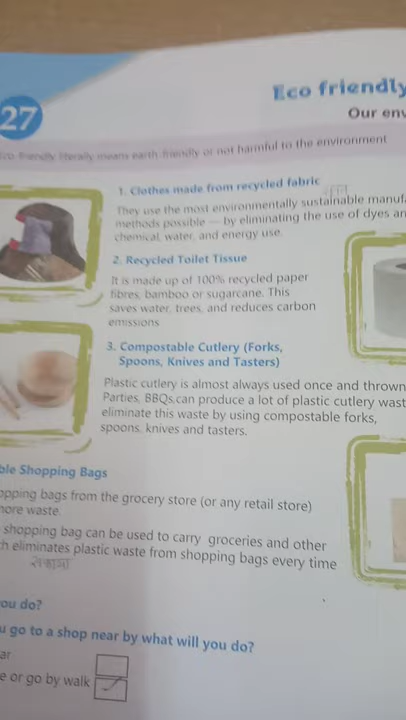 27
Eco friendly
Our env
Eco-friendly literally means earth-friendly or not harmful to the environment
1. Clothes made from recycled fabric
They use the most environmentally sustainable manufa
methods possible — by eliminating the use of dyes an
chemical, water, and energy use.
2. Recycled Toilet Tissue
It is made up of 100% recycled paper
fibres, bamboo or sugarcane. This
saves water, trees, and reduces carbon
emissions
3. Compostable Cutlery (Forks,
Spoons, Knives and Tasters)
Plastic cutlery is almost always used once and thrown
Parties, BBQs,can produce a lot of plastic cutlery wast
eliminate this waste by using compostable forks,
spoons, knives and tasters.
ble Shopping Bags
opping bags from the grocery store (or any retail store)
more waste.
shopping bag can be used to carry groceries and other
h eliminates plastic waste from shopping bags every time
ou do?
u go to a shop near by what will you do?
ar
e or go by walk